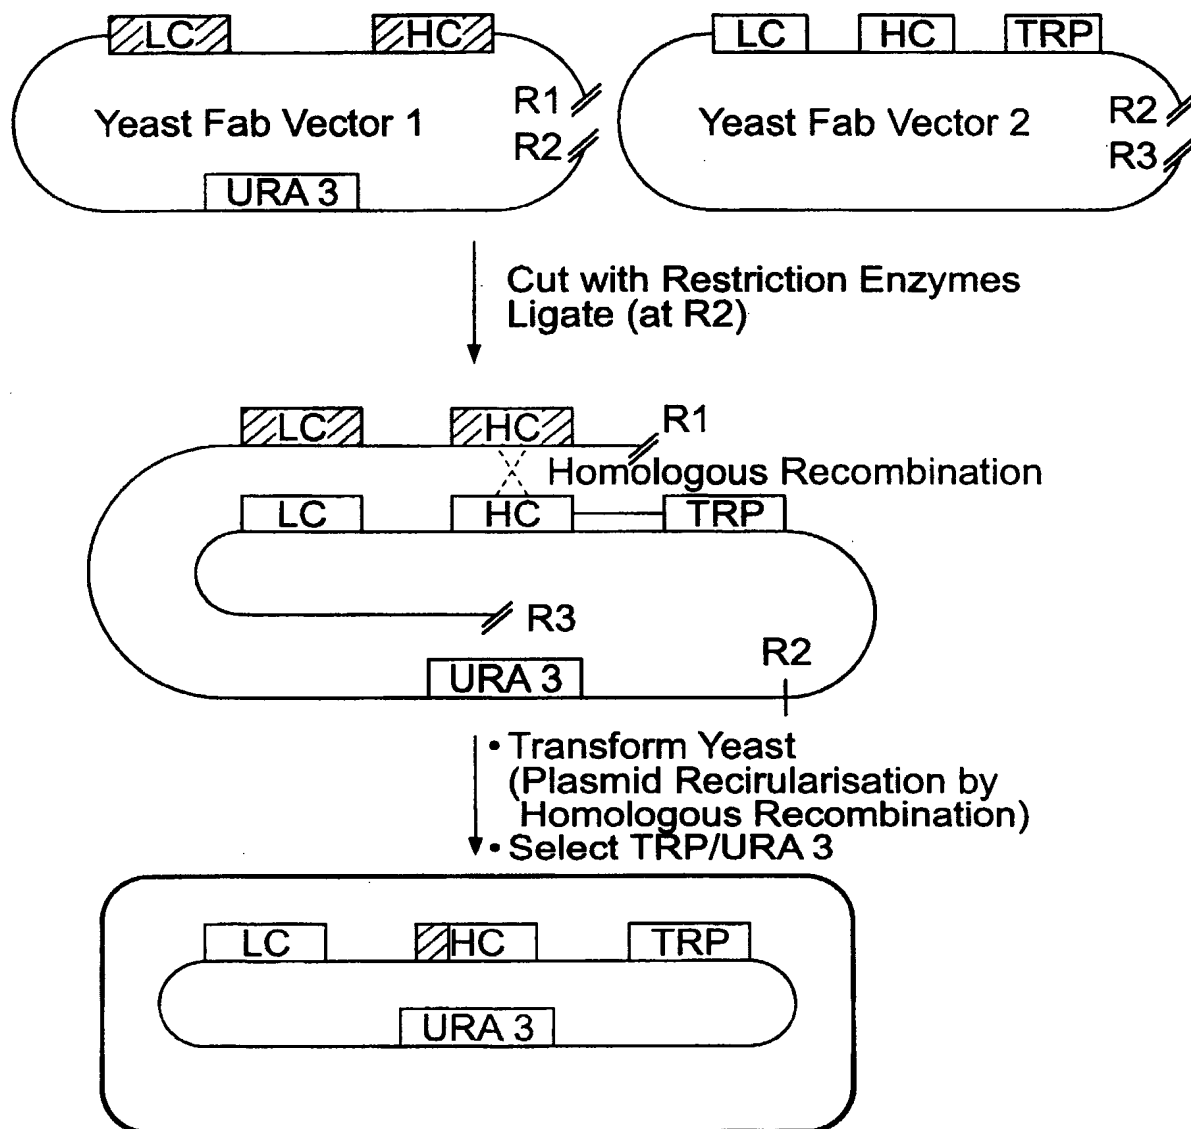 LC HC
R1
Yeast Fab Vector 1
R2
URA 3
LC HC TRP
R2
Yeast Fab Vector 2
R3
Cut with Restriction Enzymes
Ligate (at R2)
LC HC R1
Homologous Recombination
LC HC TRP
R3
R2
URA 3
• Transform Yeast
(Plasmid Recirularisation by
Homologous Recombination)
• Select TRP/URA 3
LC HC TRP
URA 3